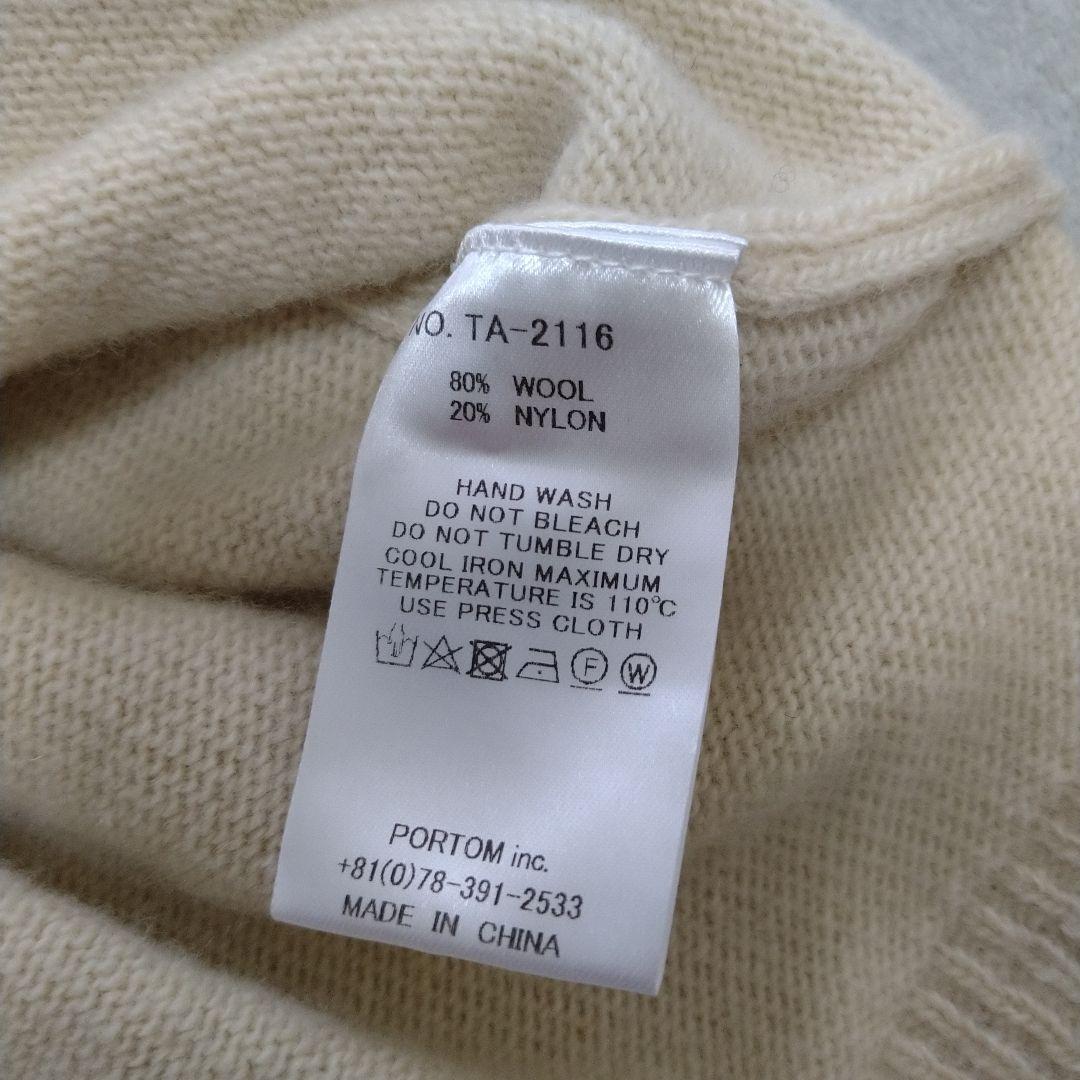 NO. TA-2116
80% WOOL
20% NYLON
HAND WASH
DO NOT BLEACH
DO NOT TUMBLE DRY
COOL IRON MAXIMUM
TEMPERATURE IS 110℃
USE PRESS CLOTH
F W
PORTOM inc.
+81(0)78-391-2533
MADE IN CHINA